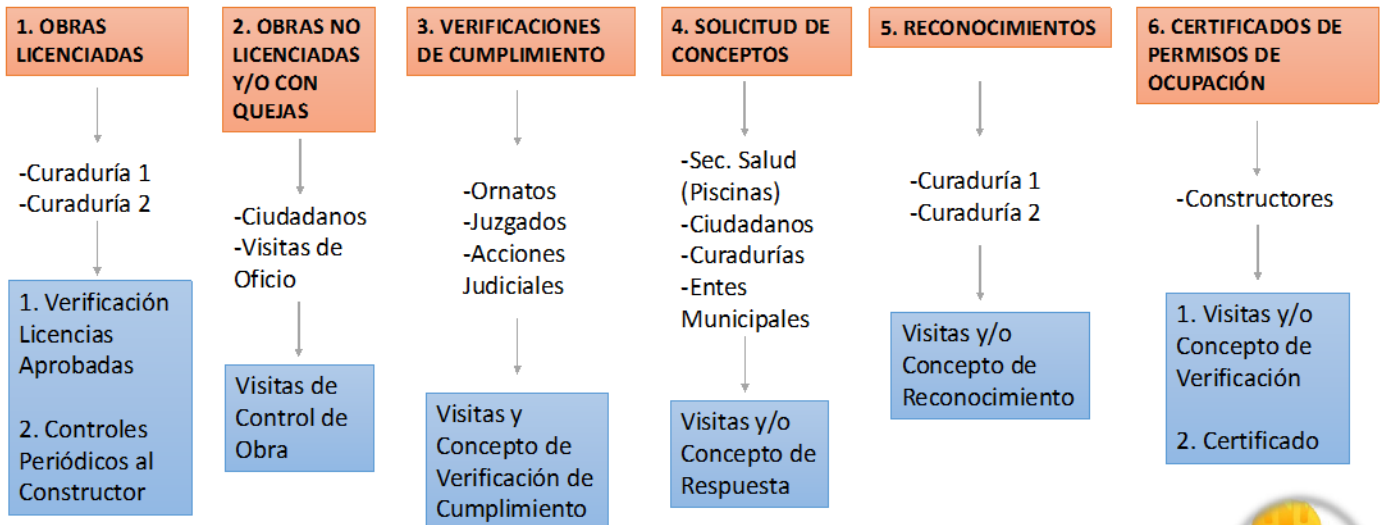 1. OBRAS
LICENCIADAS
-Curaduría 1
-Curaduría 2
1. Verificación
Licencias
Aprobadas
2. Controles
Periódicos al
Constructor
2. OBRAS NO
LICENCIADAS
Y/O CON
QUEJAS
-Ciudadanos
-Visitas de
Oficio
Visitas de
Control de
Obra
3. VERIFICACIONES
DE CUMPLIMIENTO
-Ornatos
-Juzgados
-Acciones
Judiciales
Visitas y
Concepto de
Verificación de
Cumplimiento
4. SOLICITUD DE
CONCEPTOS
-Sec. Salud
(Piscinas)
-Ciudadanos
-Curadurías
-Entes
Municipales
Visitas y/o
Concepto de
Respuesta
5. RECONOCIMIENTOS
-Curaduría 1
-Curaduría 2
Visitas y/o
Concepto de
Reconocimiento
6. CERTIFICADOS DE
PERMISOS DE
OCUPACIÓN
-Constructores
1. Visitas y/o
Concepto de
Verificación
2. Certificado